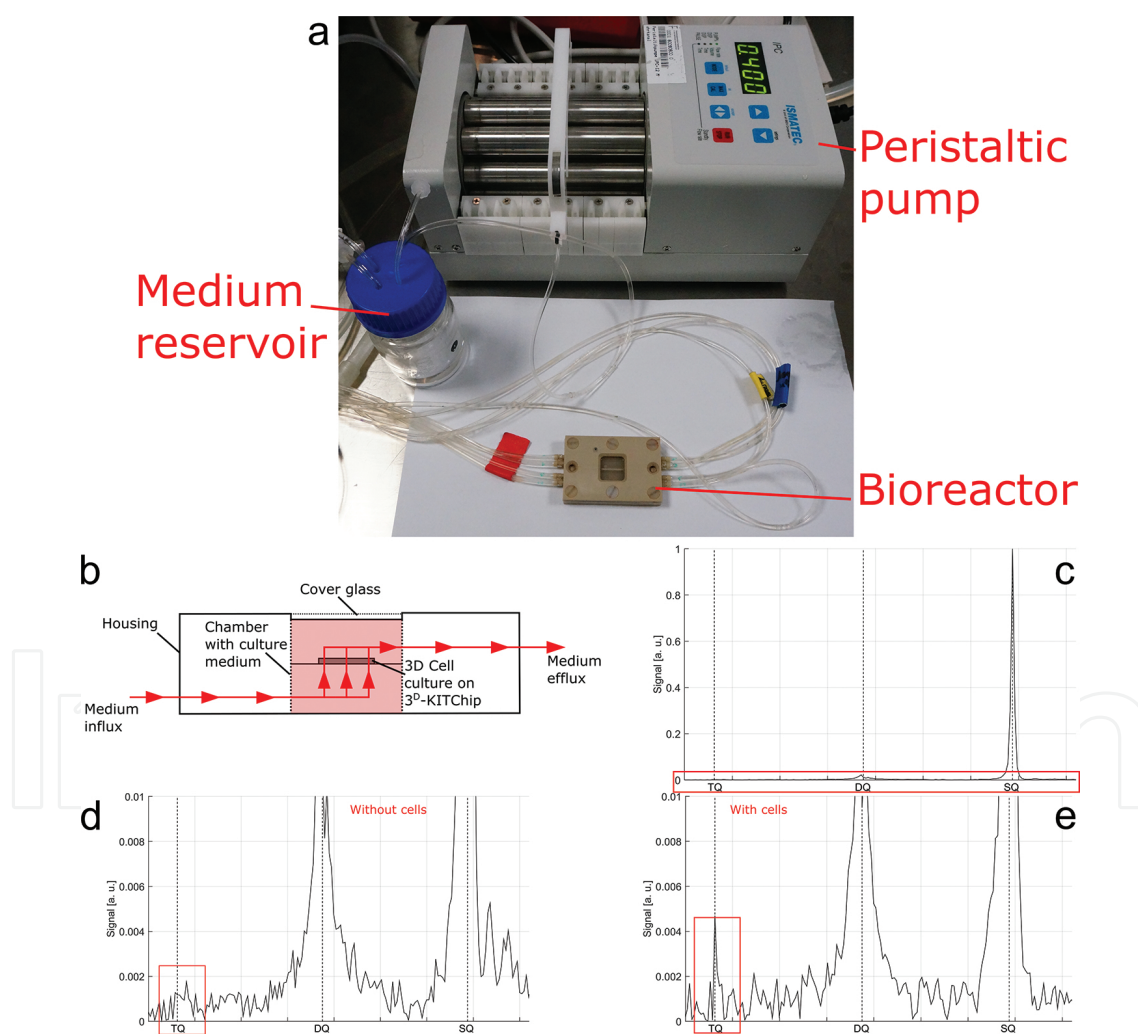 a
iPC
0.400
ISMATEC
Peristaltic
pump
Medium
reservoir
Bioreactor
b
Cover glass
Housing
Chamber
with culture
medium
3D Cell
culture on
3D-KITChip
Medium
efflux
Medium
influx
c
1
0.8
0.6
0.4
0.2
0
Signal [a. u.]
TQ DQ SQ
d
Without cells
0.01
0.008
0.006
0.004
0.002
0
Signal [a. u.]
TQ DQ SQ
e
With cells
0.01
0.008
0.006
0.004
0.002
0
Signal [a. u.]
TQ DQ SQ